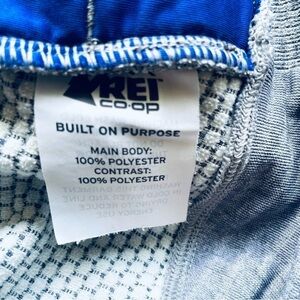 REI
CO·OP
BUILT ON PURPOSE
MAIN BODY:
100% POLYESTER
CONTRAST:
100% POLYESTER